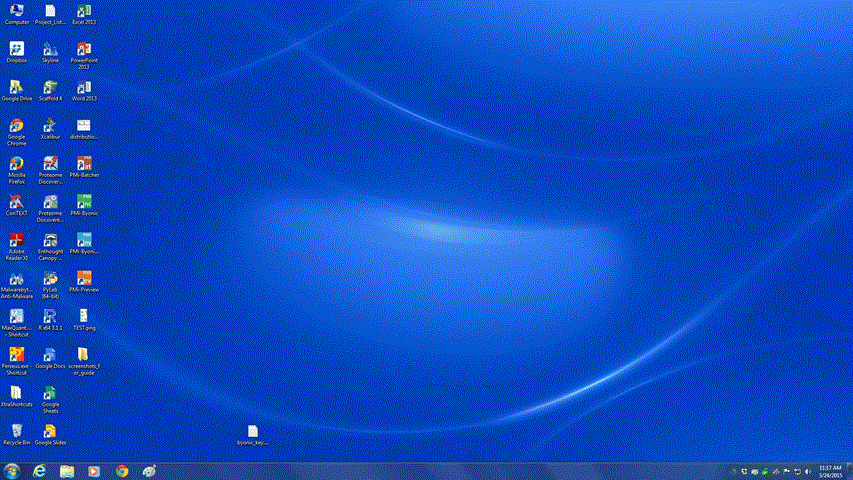 Computer
Project_List...
Excel 2013
Dropbox
Skyline
PowerPoint
2013
Google Drive
Scaffold 4
Word 2013
Google
Chrome
Xcalibur
distributio...
Mozilla
Firefox
Proteome
Discover...
PMi-Batcher
ConTEXT
Proteome
Discovere...
PMi-Byonic
Adobe
Reader XI
Enthought
Canopy ...
PMi-Byoni...
Malwarebyt...
Anti-Malware
PyLab
(64-bit)
PMi-Preview
MaxQuant....
- Shortcut
R x64 3.1.1
TEST.png
Perseus.exe -
Shortcut
Google Docs
screenshots_f
or_guide
XtraShortcuts
Google
Sheets
Recycle Bin
Google Slides
byonic_key....
11:17 AM
3/24/2015